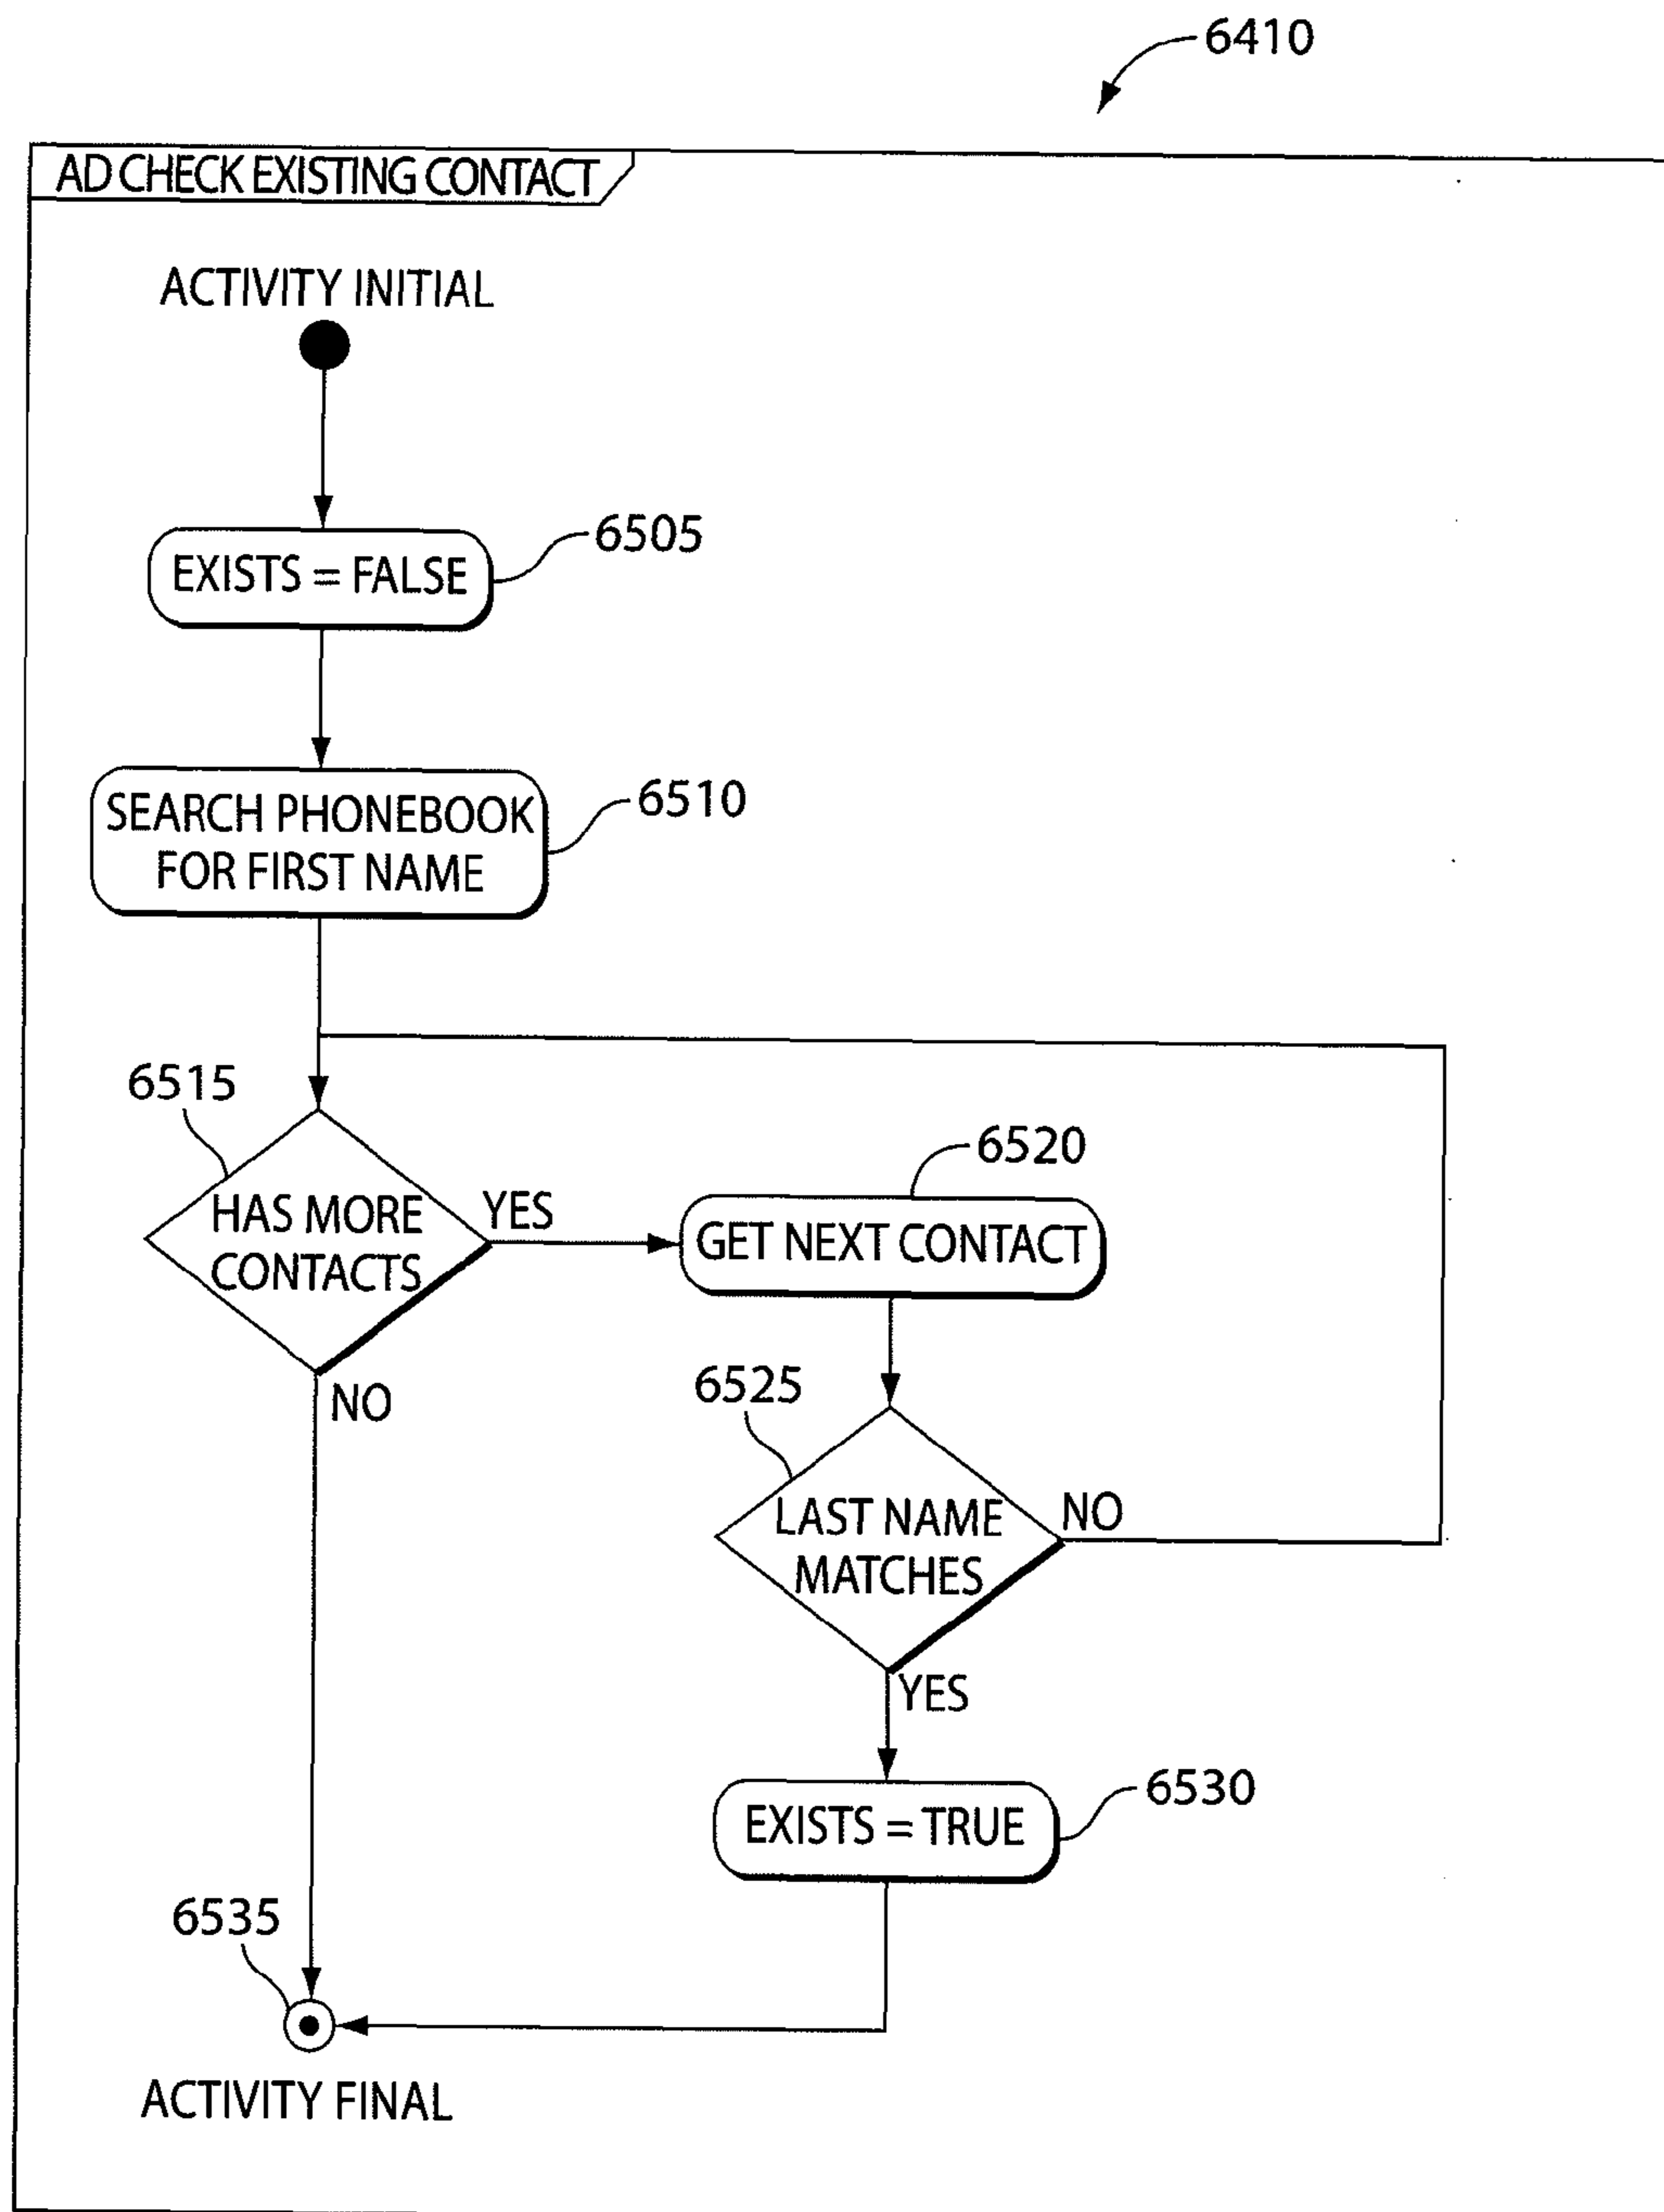 6410
AD CHECK EXISTING CONTACT
ACTIVITY INITIAL
6505
EXISTS = FALSE
6510
SEARCH PHONEBOOK
FOR FIRST NAME
6515
HAS MORE
CONTACTS
YES
6520
GET NEXT CONTACT
NO
6525
LAST NAME
MATCHES
NO
YES
6530
EXISTS = TRUE
6535
ACTIVITY FINAL